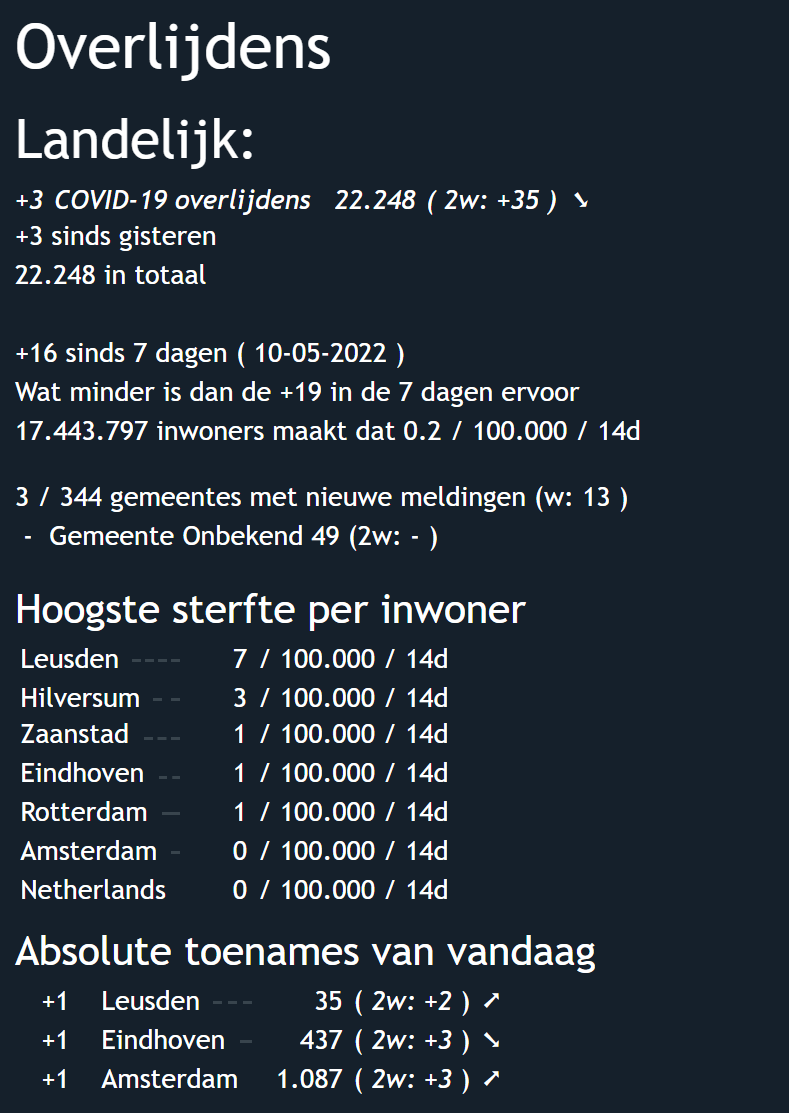 Overlijdens
Landelijk:
+3 COVID-19 overlijdens 22.248 ( 2w: +35 ) ➘
+3 sinds gisteren
22.248 in totaal
+16 sinds 7 dagen ( 10-05-2022 )
Wat minder is dan de +19 in de 7 dagen ervoor
17.443.797 inwoners maakt dat 0.2 / 100.000 / 14d
3 / 344 gemeentes met nieuwe meldingen (w: 13 )
- Gemeente Onbekend 49 (2w: - )
Hoogste sterfte per inwoner
Leusden ---- 7 / 100.000 / 14d
Hilversum -- 3 / 100.000 / 14d
Zaanstad --- 1 / 100.000 / 14d
Eindhoven -- 1 / 100.000 / 14d
Rotterdam — 1 / 100.000 / 14d
Amsterdam - 0 / 100.000 / 14d
Netherlands 0 / 100.000 / 14d
Absolute toenames van vandaag
+1 Leusden --- 35 ( 2w: +2 ) ➚
+1 Eindhoven - 437 ( 2w: +3 ) ➘
+1 Amsterdam 1.087 ( 2w: +3 ) ➚